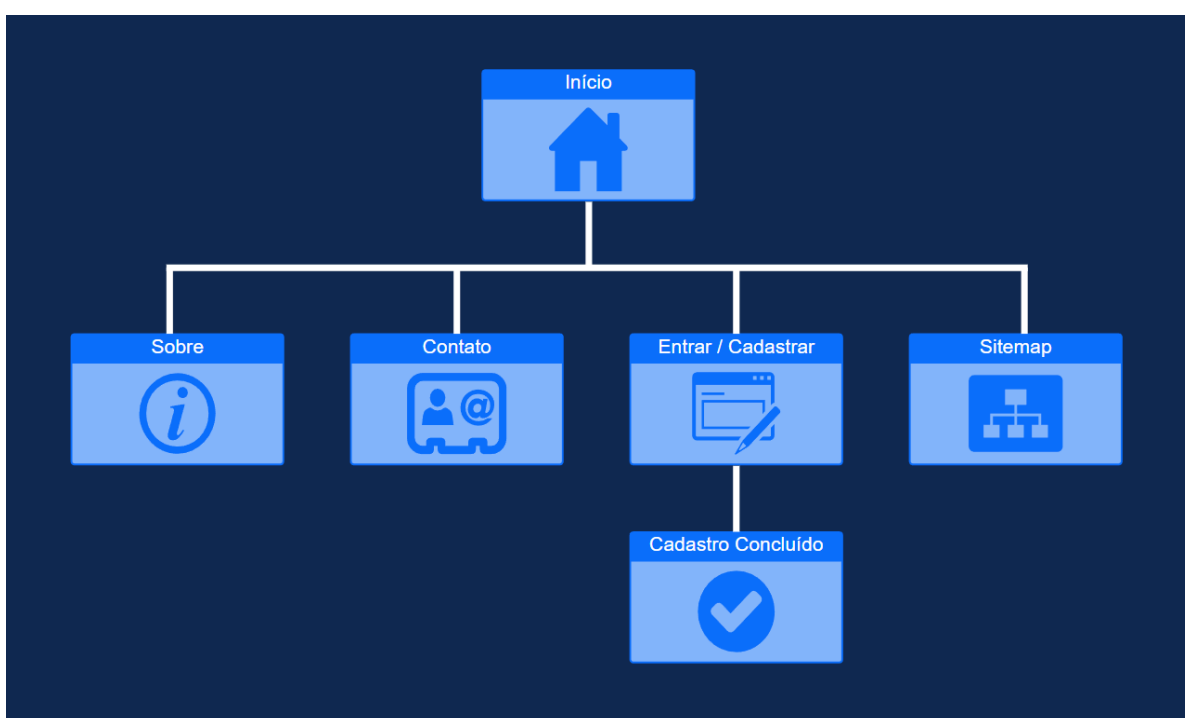 Início
Sobre
Contato
Entrar / Cadastrar
Sitemap
Cadastro Concluído